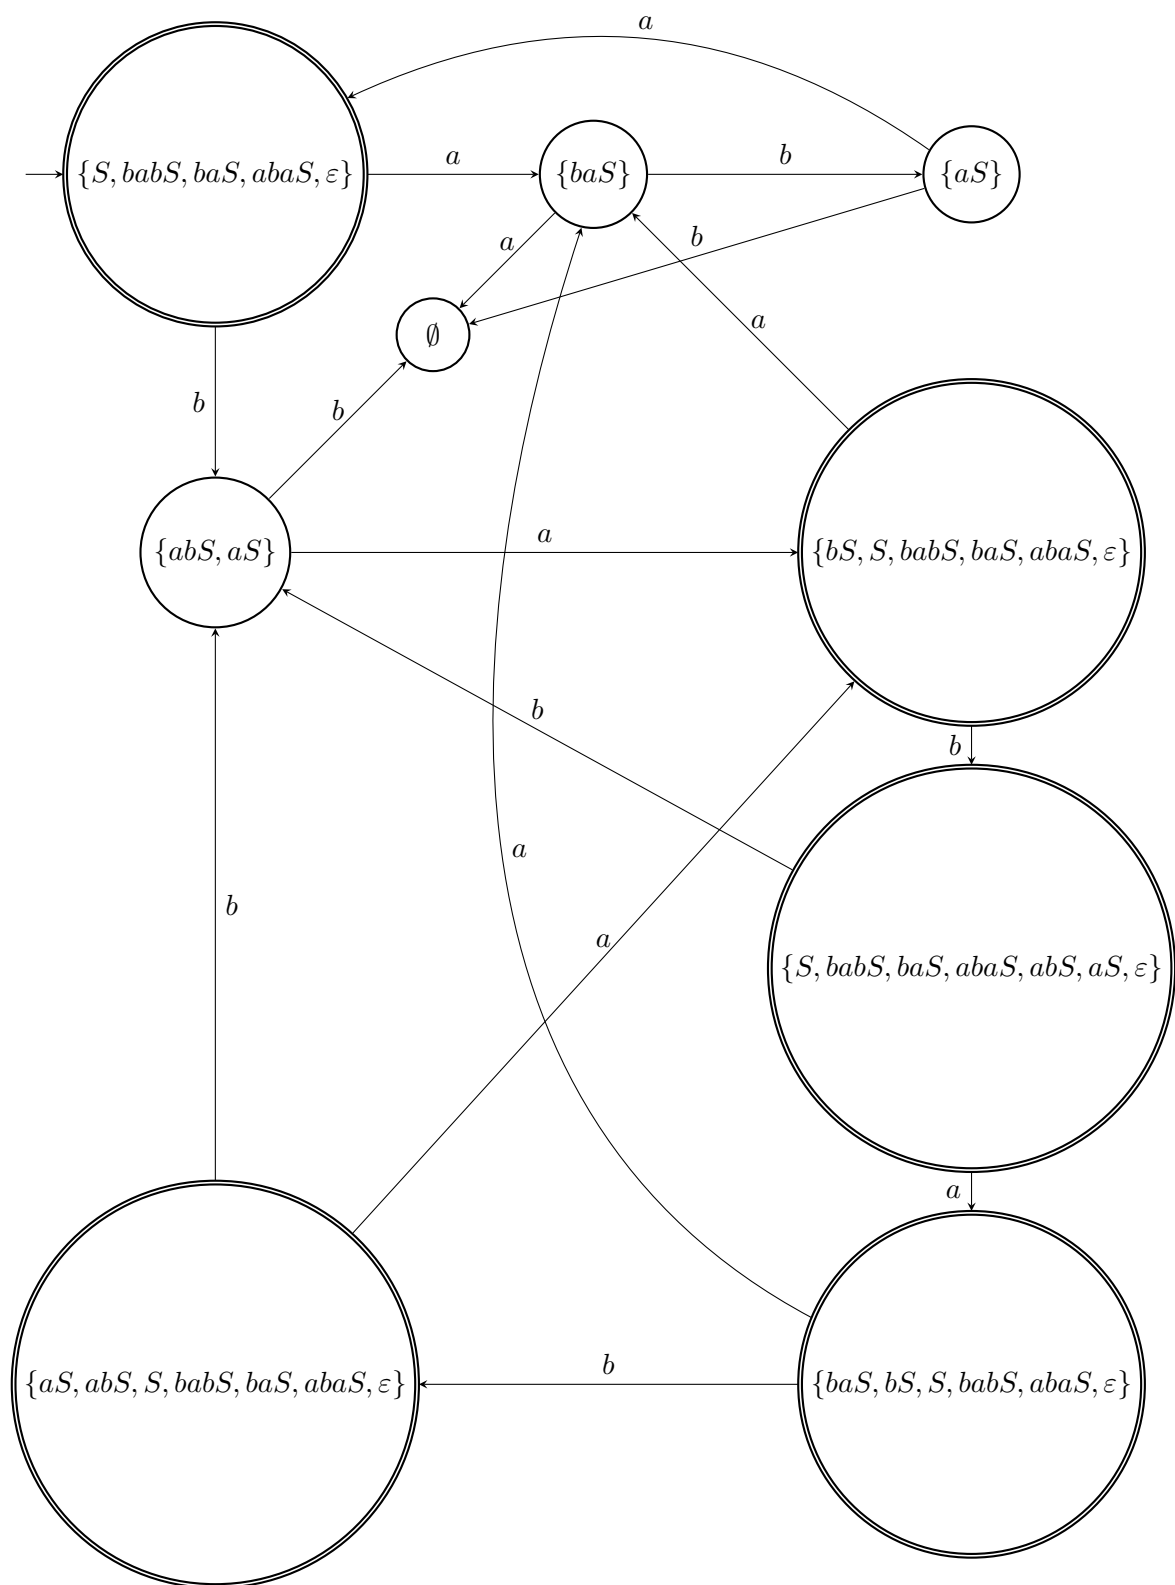 a
{S, babS, baS, abaS, ε}
a
{baS}
b
{aS}
a
b
∅
a
b
b
{abS, aS}
a
{bS, S, babS, baS, abaS, ε}
b
b
a
b
a
{S, babS, baS, abaS, abS, aS, ε}
a
b
{aS, abS, S, babS, baS, abaS, ε}
{baS, bS, S, babS, abaS, ε}